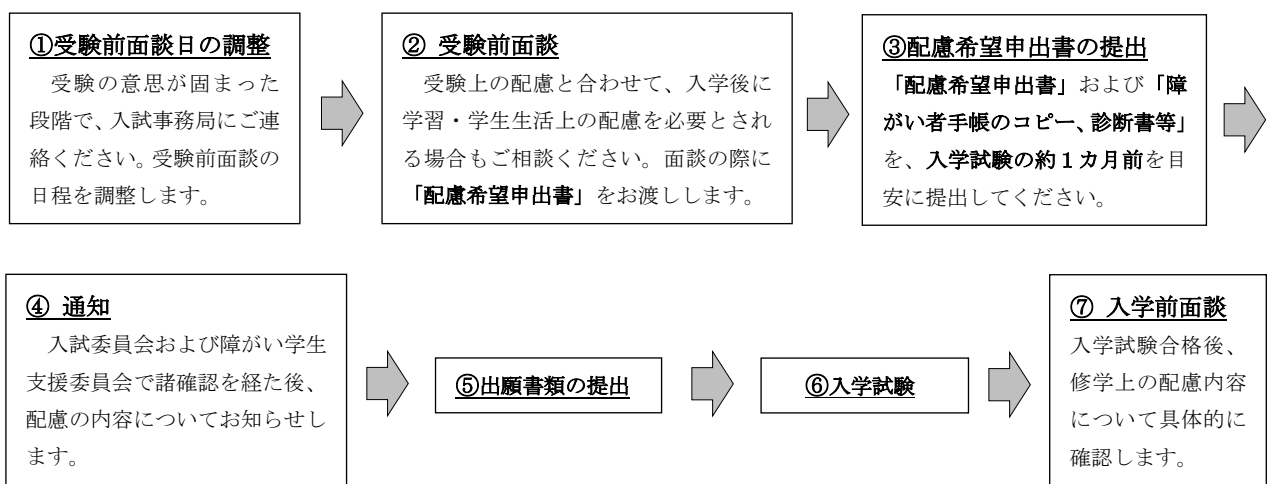 ①受験前面談日の調整
受験の意思が固まった
段階で、入試事務局にご連
絡ください。受験前面談の
日程を調整します。
② 受験前面談
受験上の配慮と合わせて、入学後に
学習・学生生活上の配慮を必要とされ
る場合もご相談ください。面談の際に
「配慮希望申出書」をお渡しします。
③配慮希望申出書の提出
「配慮希望申出書」および「障
がい者手帳のコピー、診断書等」
を、入学試験の約1カ月前を目
安に提出してください。
④ 通知
入試委員会および障がい学生
支援委員会で諸確認を経た後、
配慮の内容についてお知らせし
ます。
⑤出願書類の提出
⑥入学試験
⑦ 入学前面談
入学試験合格後、
修学上の配慮内容
について具体的に
確認します。